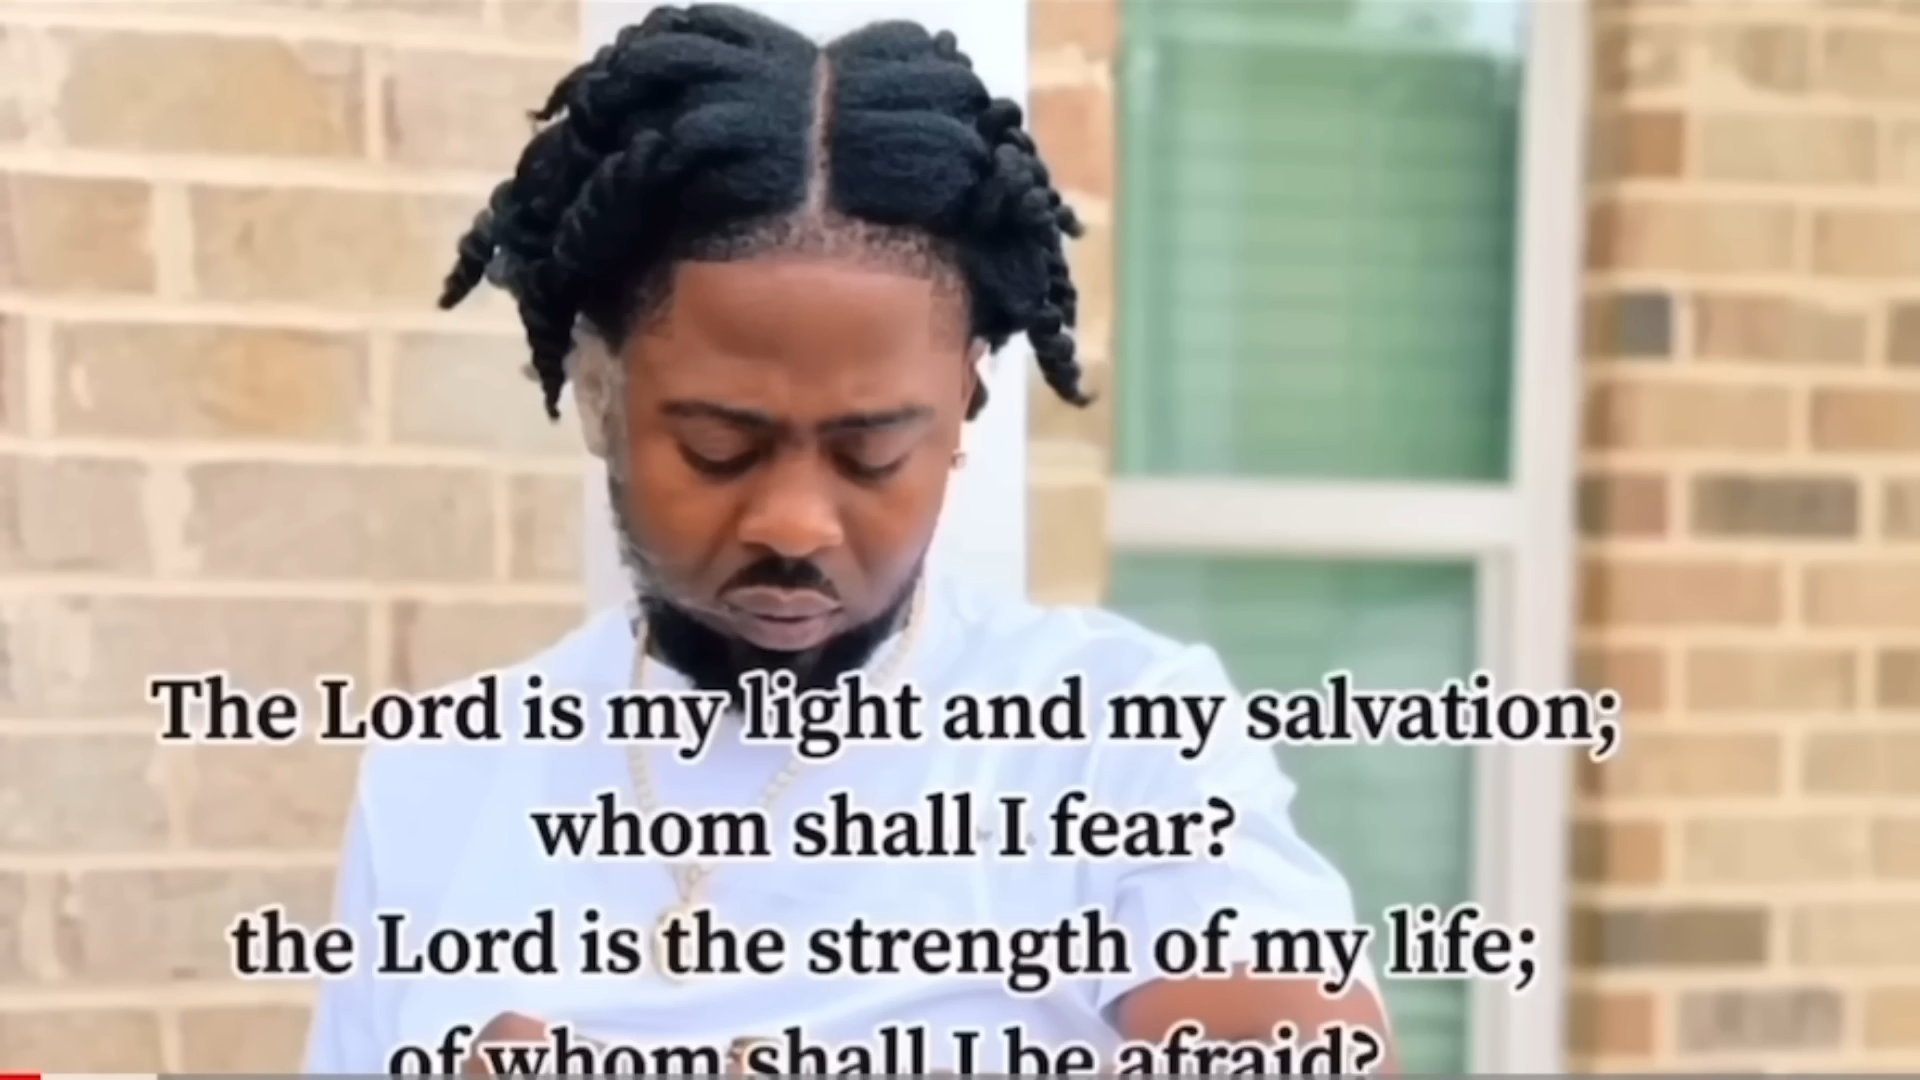 The Lord is my light and my salvation;
whom shall I fear?
the Lord is the strength of my life;
of whom shall I be afraid?